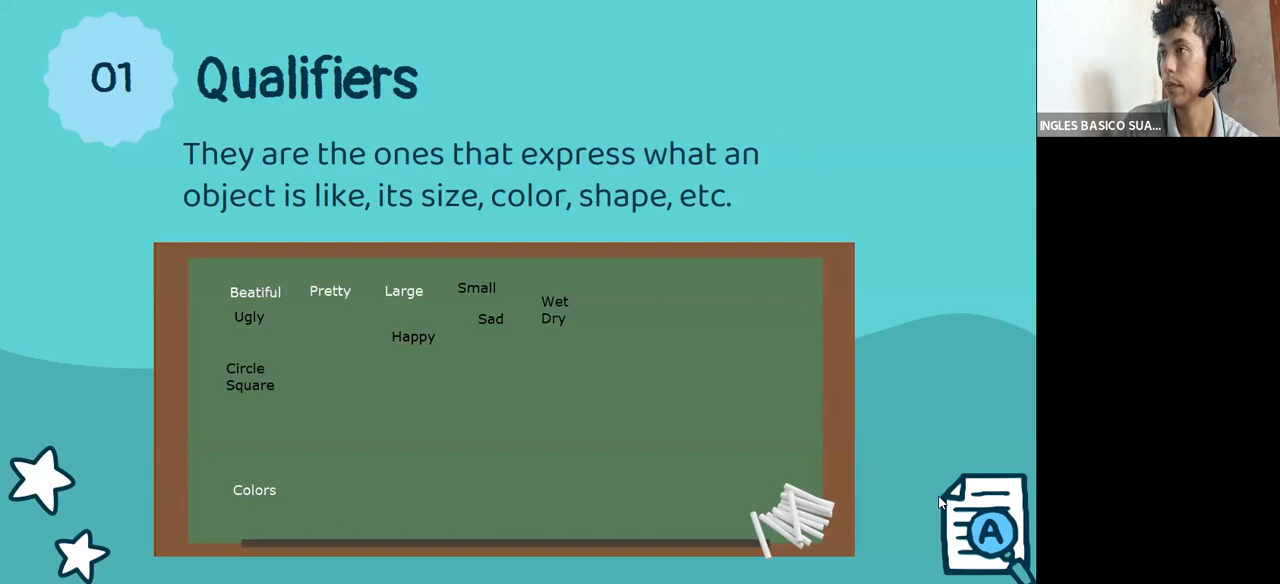 01
Qualifiers
They are the ones that express what an
object is like, its size, color, shape, etc.
Beatiful Pretty Large Small
Wet
Ugly Sad Dry
Happy
Circle
Square
Colors
A
INGLES BASICO SUA...